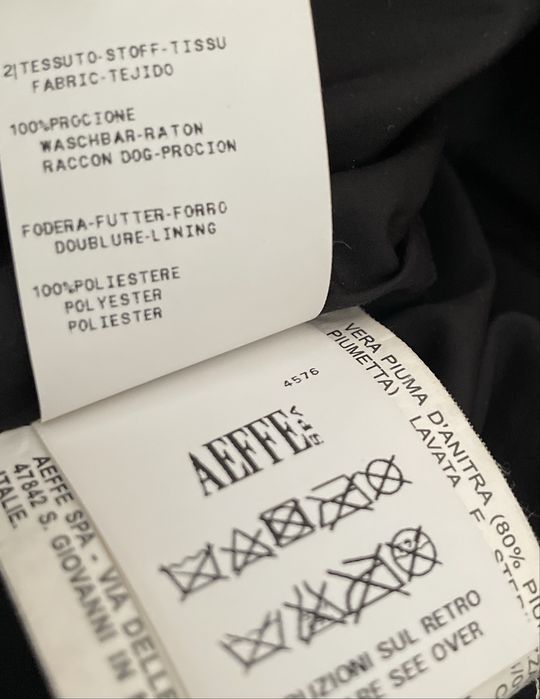 2|TESSUTO-STOFF-TISSU
FABRIC-TEJIDO
100%PROCIONE
WASCHBAR-RATON
RACCON DOG-PROCION
FODERA-FUTTER-FORRO
DOUBLURE-LINING
100%POLIESTERE
POLYESTER
POLIESTER
4576
AEFFE
SPA
AEFFE SPA - VIA DELLE
47842 S. GIOVANNI IN
ITALIE.
VERA PIUMA D'ANITRA (80%
PIUMETTA) LAVATA E
SUL RETRO
SEE OVER